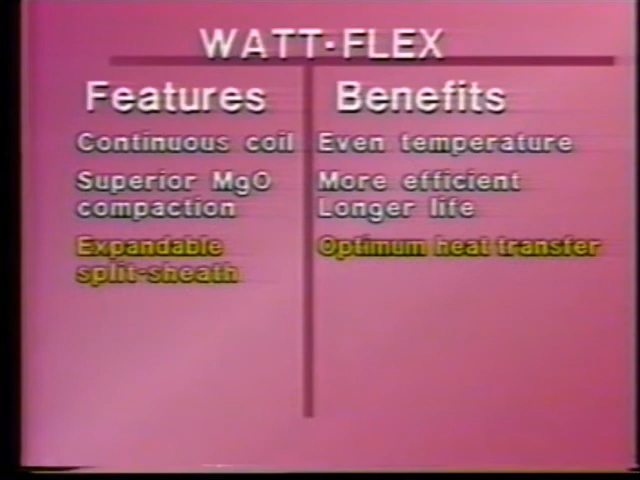 WATT-FLEX
Features Benefits
Continuous coil Even temperature
Superior MgO More efficient
compaction Longer life
Expandable Optimum heat transfer
split-sheath